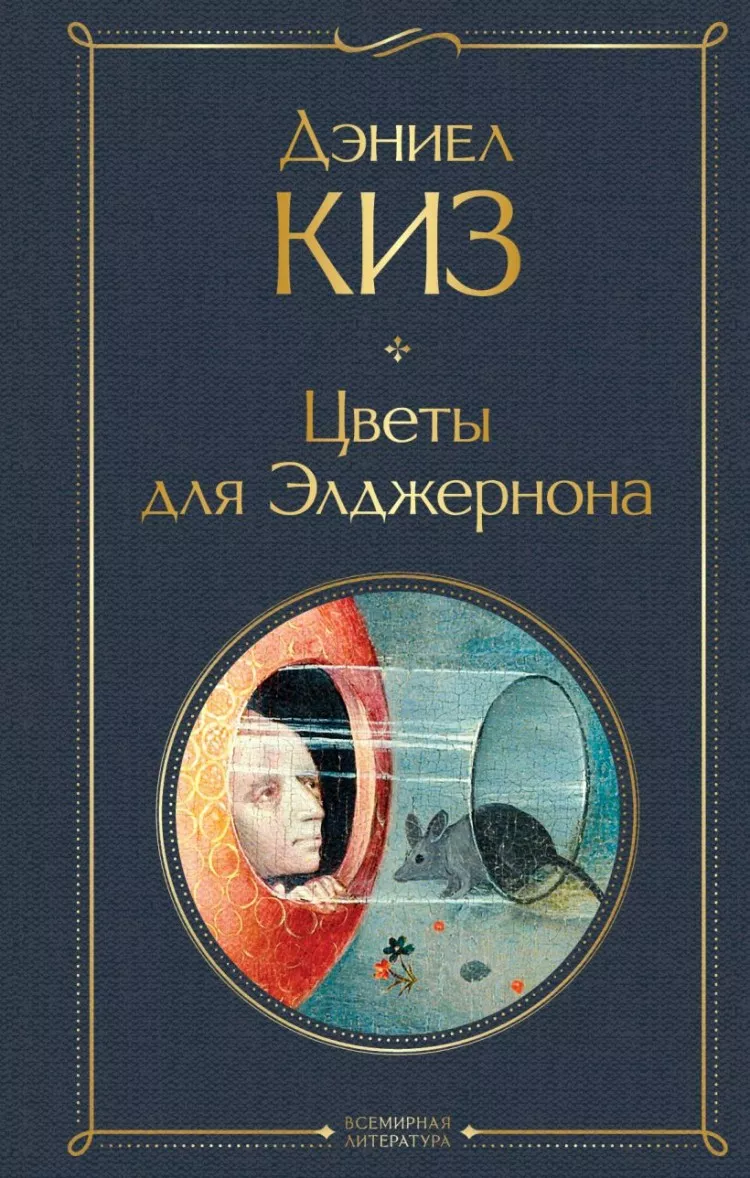 Дэниел
КИЗ
Цветы
для Элджернона
ВСЕМИРНАЯ
ЛИТЕРАТУРА